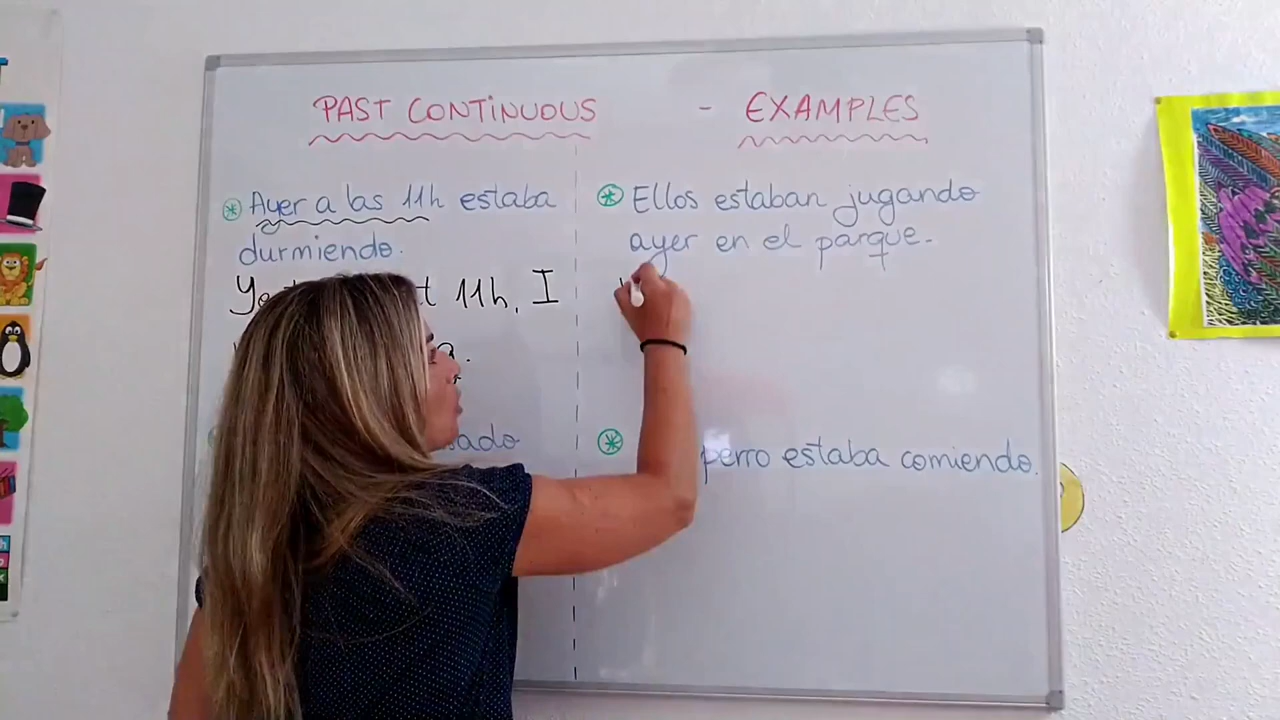 PAST CONTINUOUS - EXAMPLES
Ayer a las 11h estaba
durmiendo.
11h, I
Ellos estaban jugando
ayer en el parque.
perro estaba comiendo.